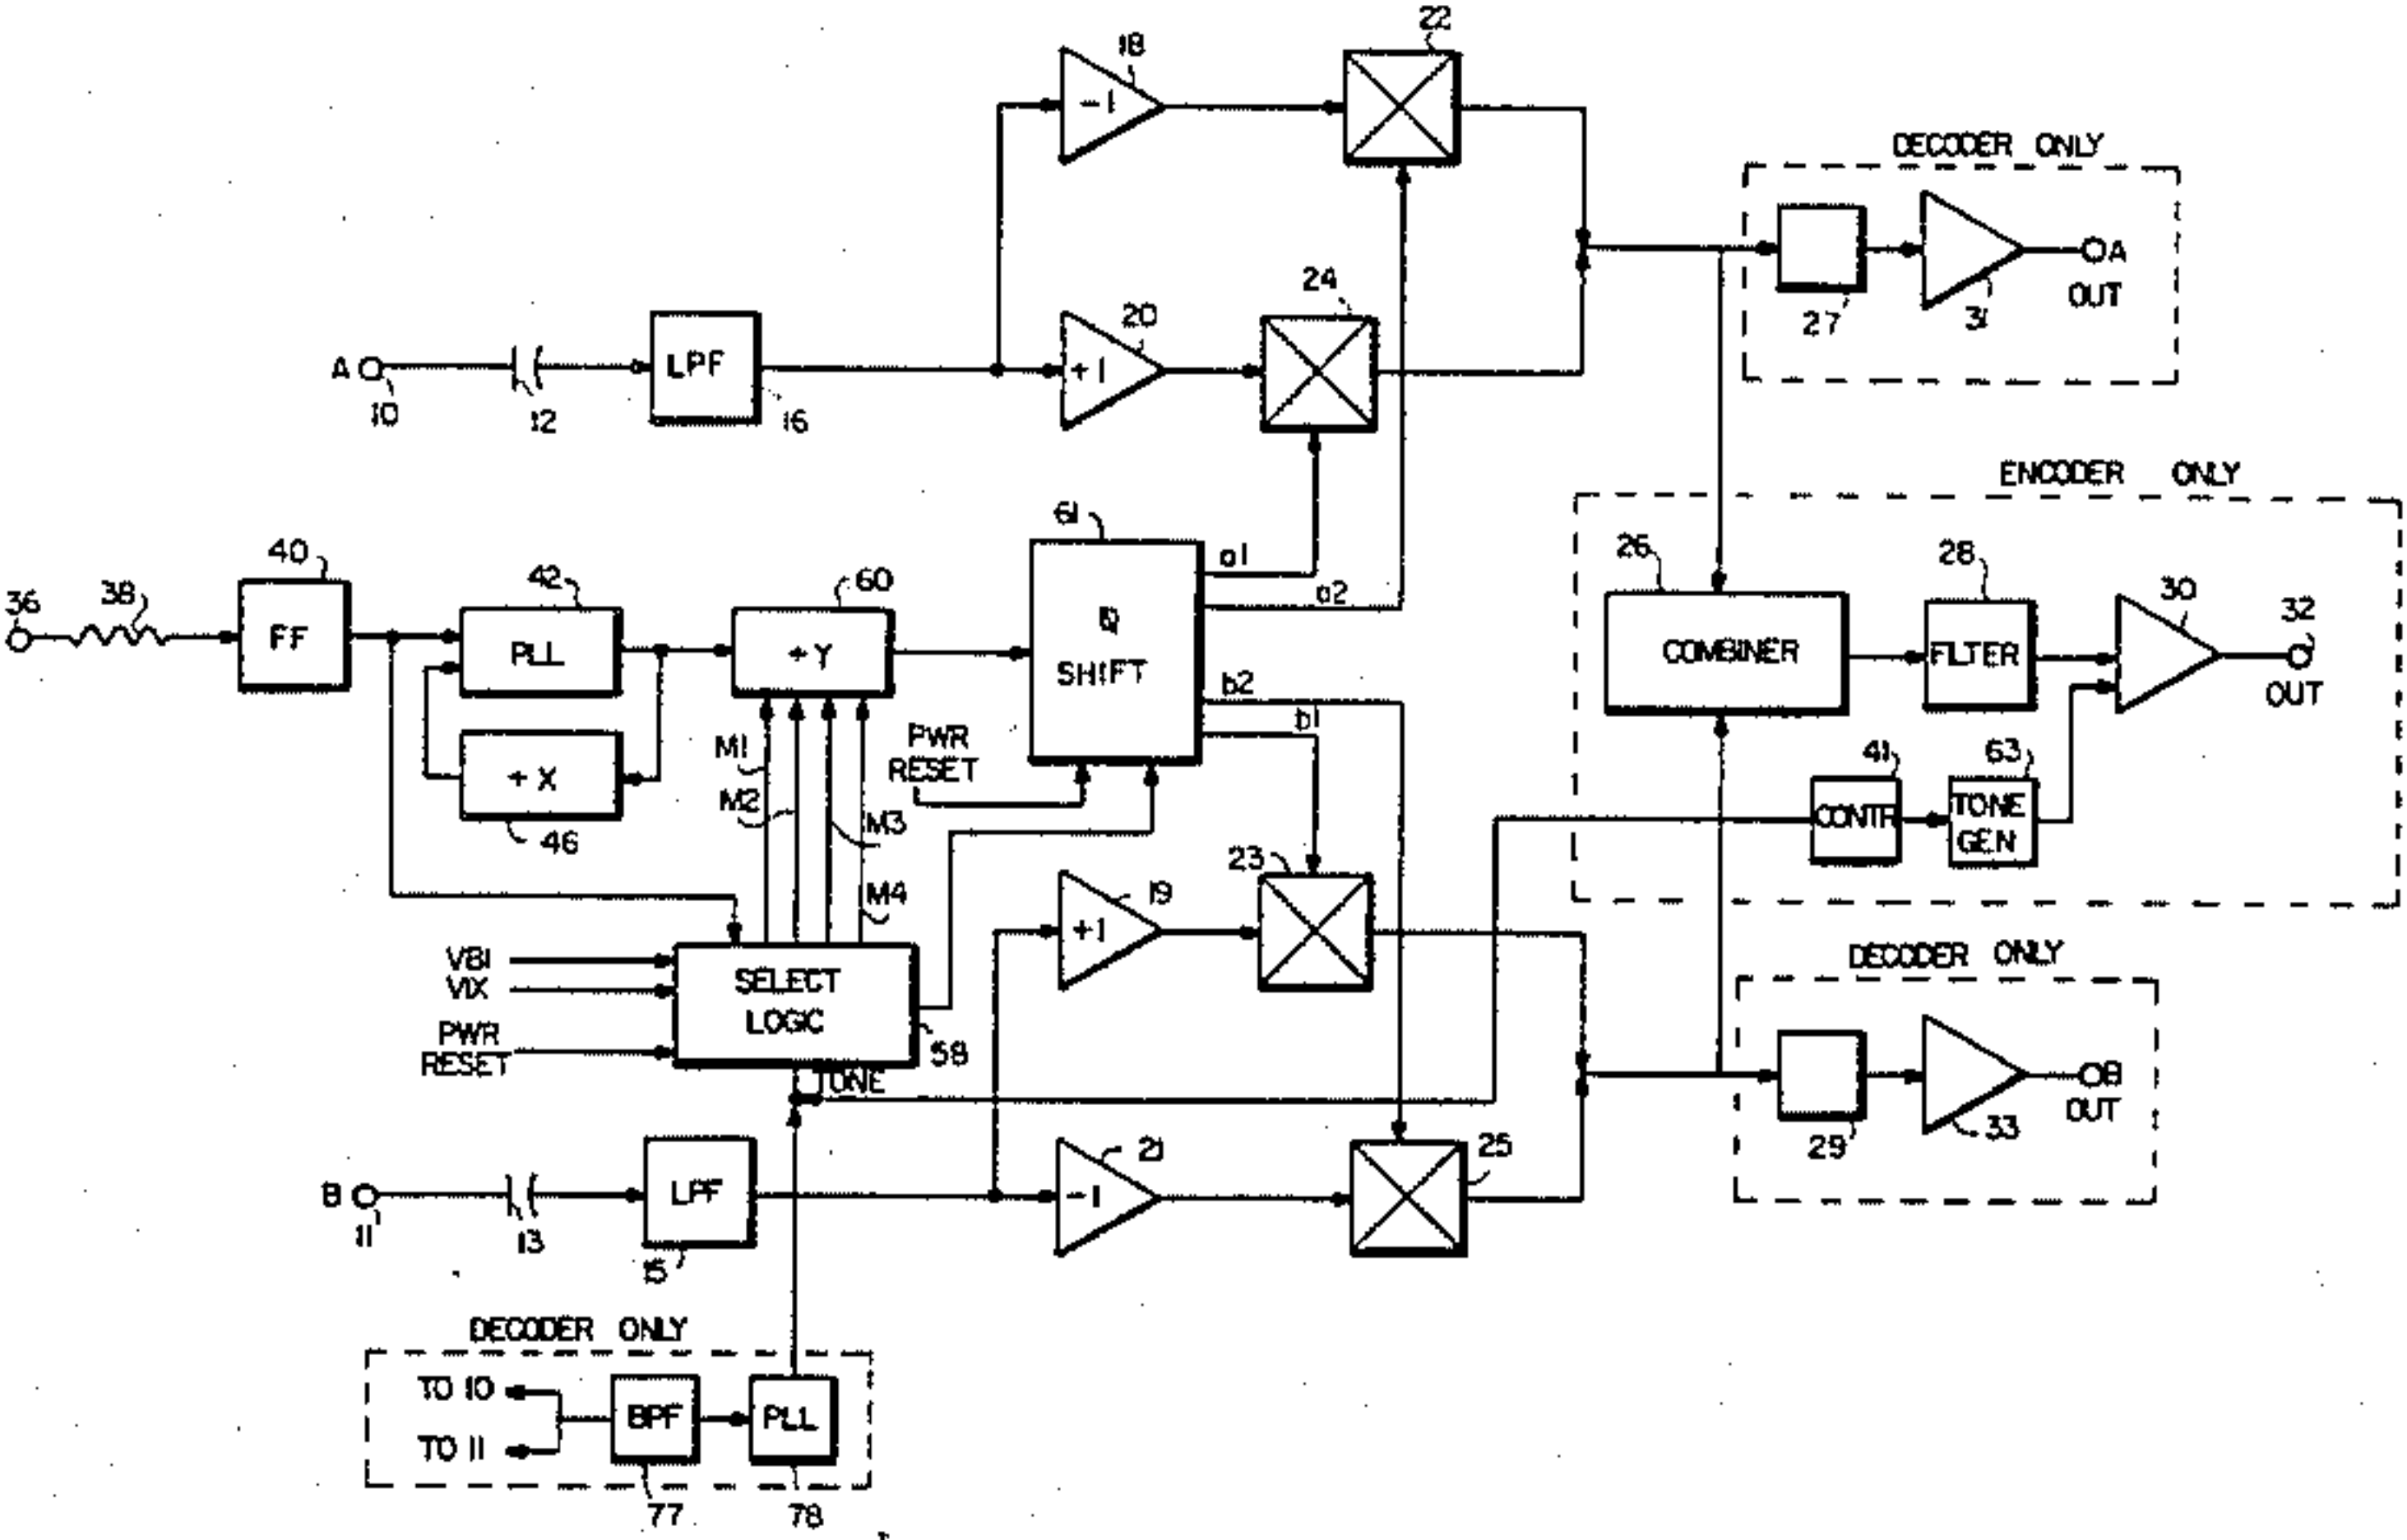 22
18
-1
DECODER ONLY
24
20
A
OUT
31
27
A
LPF
+1
10
12
16
ENCODER ONLY
61
a1
26
28
30
32
40
42
60
a2
36
38
FF
PLL
+Y
Q
SHIFT
COMBINER
FILTER
b2
OUT
b1
M1
PWR
RESET
41
63
+X
M2
M3
CONTR
TONE
GEN
46
23
M4
19
+1
DECODER ONLY
VBI
VIX
SELECT
LOGIC
PWR
RESET
58
TONE
B
OUT
21
25
29
33
B
LPF
-1
11
13
15
DECODER ONLY
TO 10
BPF
PLL
TO 11
77
78